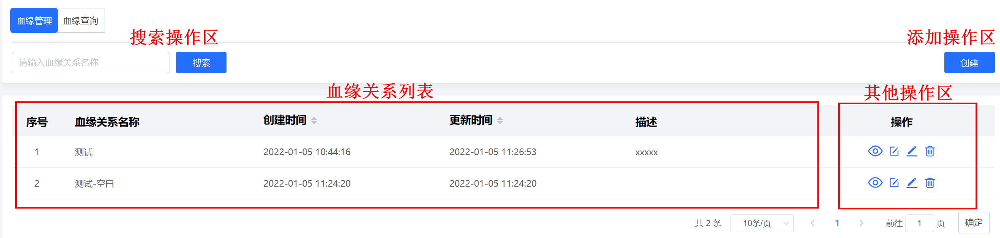 血缘管理 血缘查询
搜索操作区 添加操作区
请输入血缘关系名称 搜索 创建
血缘关系列表 其他操作区
序号 血缘关系名称 创建时间 更新时间 描述 操作
1 测试 2022-01-05 10:44:16 2022-01-05 11:26:53 xxxxx
2 测试-空白 2022-01-05 11:24:20 2022-01-05 11:24:20
共 2 条 10条/页 1 前往 1 页 确定